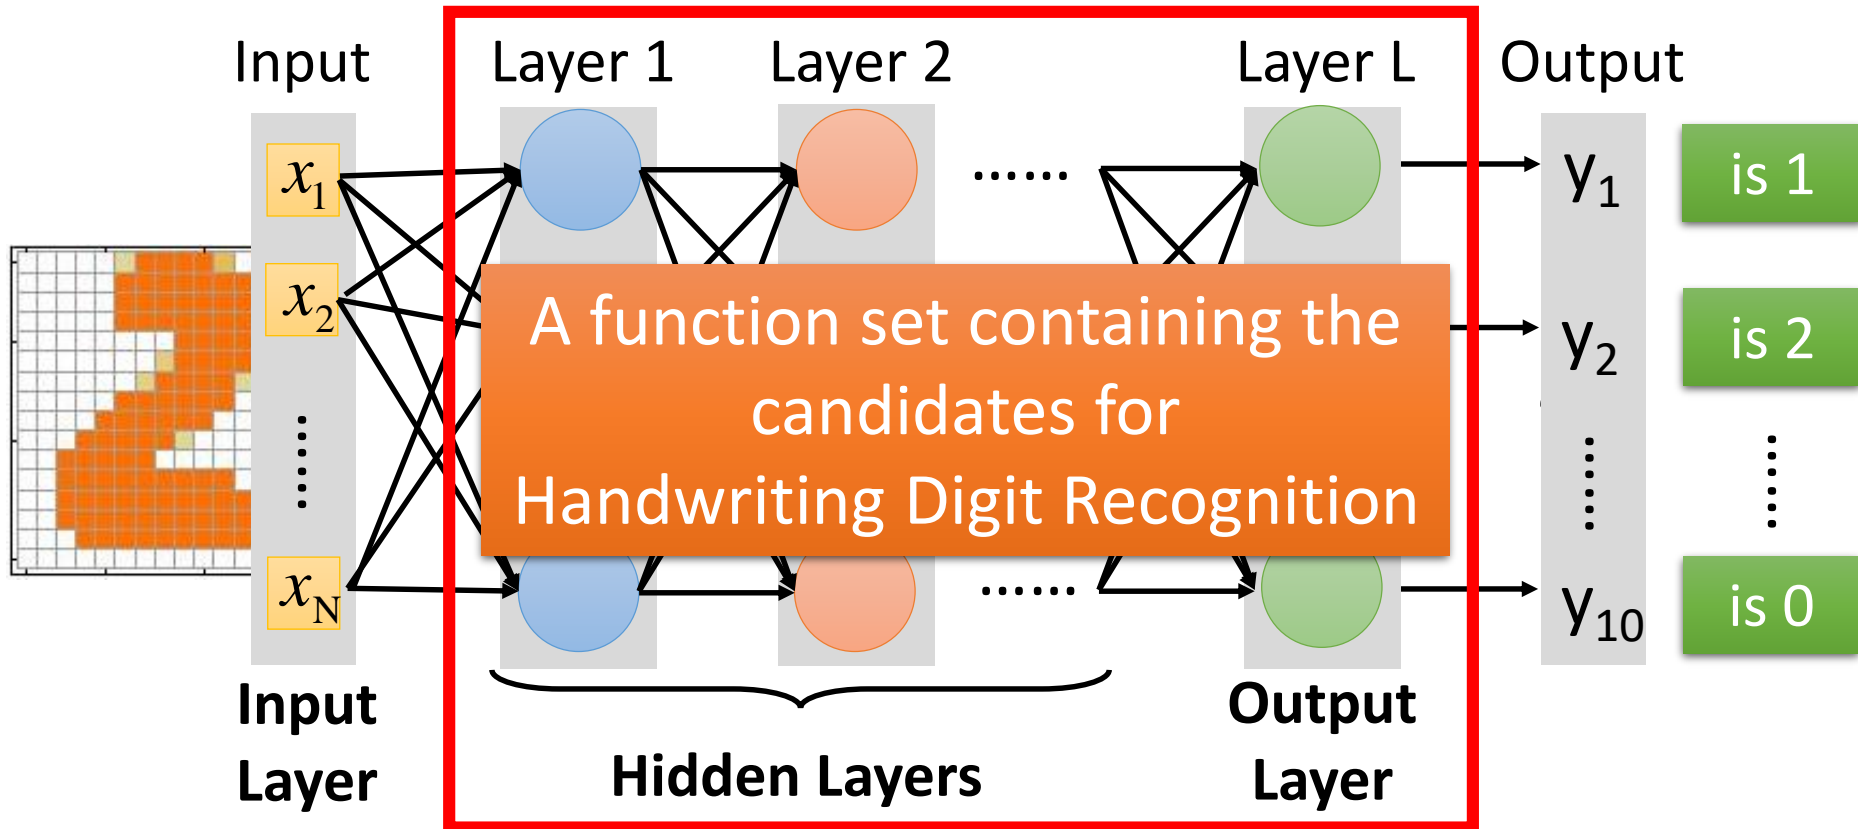 Input
Layer 1
Layer 2
Layer L
Output
x1
x2
......
xN
......
......
A function set containing the
candidates for
Handwriting Digit Recognition
y1
y2
......
y10
is 1
is 2
......
is 0
Input
Layer
Hidden Layers
Output
Layer